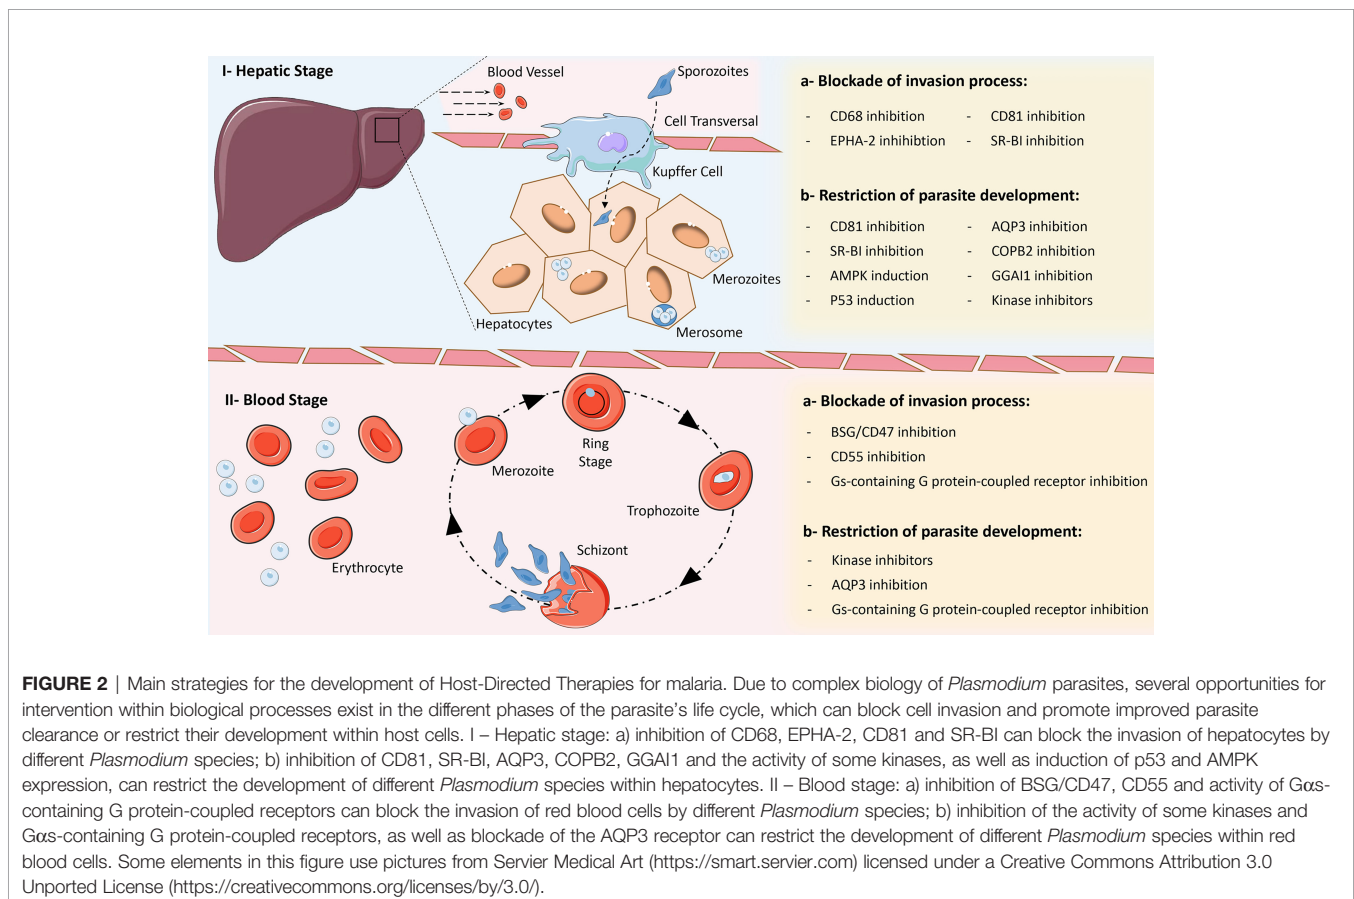 I- Hepatic Stage
Blood Vessel
Sporozoites
Cell Transversal
Kupffer Cell
Merozoites
Hepatocytes
Merosome
a- Blockade of invasion process:
- CD68 inhibition - CD81 inhibition
- EPHA-2 inhihibition - SR-BI inhibition
b- Restriction of parasite development:
- CD81 inhibition - AQP3 inhibition
- SR-BI inhibition - COPB2 inhibition
- AMPK induction - GGAI1 inhibition
- P53 induction - Kinase inhibitors
II- Blood Stage
Erythrocyte
Merozoite
Ring
Stage
Trophozoite
Schizont
a- Blockade of invasion process:
- BSG/CD47 inhibition
- CD55 inhibition
- Gs-containing G protein-coupled receptor inhibition
b- Restriction of parasite development:
- Kinase inhibitors
- AQP3 inhibition
- Gs-containing G protein-coupled receptor inhibition
FIGURE 2 | Main strategies for the development of Host-Directed Therapies for malaria. Due to complex biology of Plasmodium parasites, several opportunities for
intervention within biological processes exist in the different phases of the parasite's life cycle, which can block cell invasion and promote improved parasite
clearance or restrict their development within host cells. I – Hepatic stage: a) inhibition of CD68, EPHA-2, CD81 and SR-BI can block the invasion of hepatocytes by
different Plasmodium species; b) inhibition of CD81, SR-BI, AQP3, COPB2, GGAI1 and the activity of some kinases, as well as induction of p53 and AMPK
expression, can restrict the development of different Plasmodium species within hepatocytes. II – Blood stage: a) inhibition of BSG/CD47, CD55 and activity of Gαs-
containing G protein-coupled receptors can block the invasion of red blood cells by different Plasmodium species; b) inhibition of the activity of some kinases and
Gαs-containing G protein-coupled receptors, as well as blockade of the AQP3 receptor can restrict the development of different Plasmodium species within red
blood cells. Some elements in this figure use pictures from Servier Medical Art (https://smart.servier.com) licensed under a Creative Commons Attribution 3.0
Unported License (https://creativecommons.org/licenses/by/3.0/).